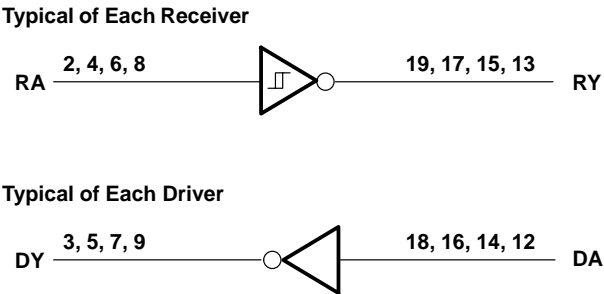 Typical of Each Receiver
RA 2, 4, 6, 8 19, 17, 15, 13 RY
Typical of Each Driver
DY 3, 5, 7, 9 18, 16, 14, 12 DA